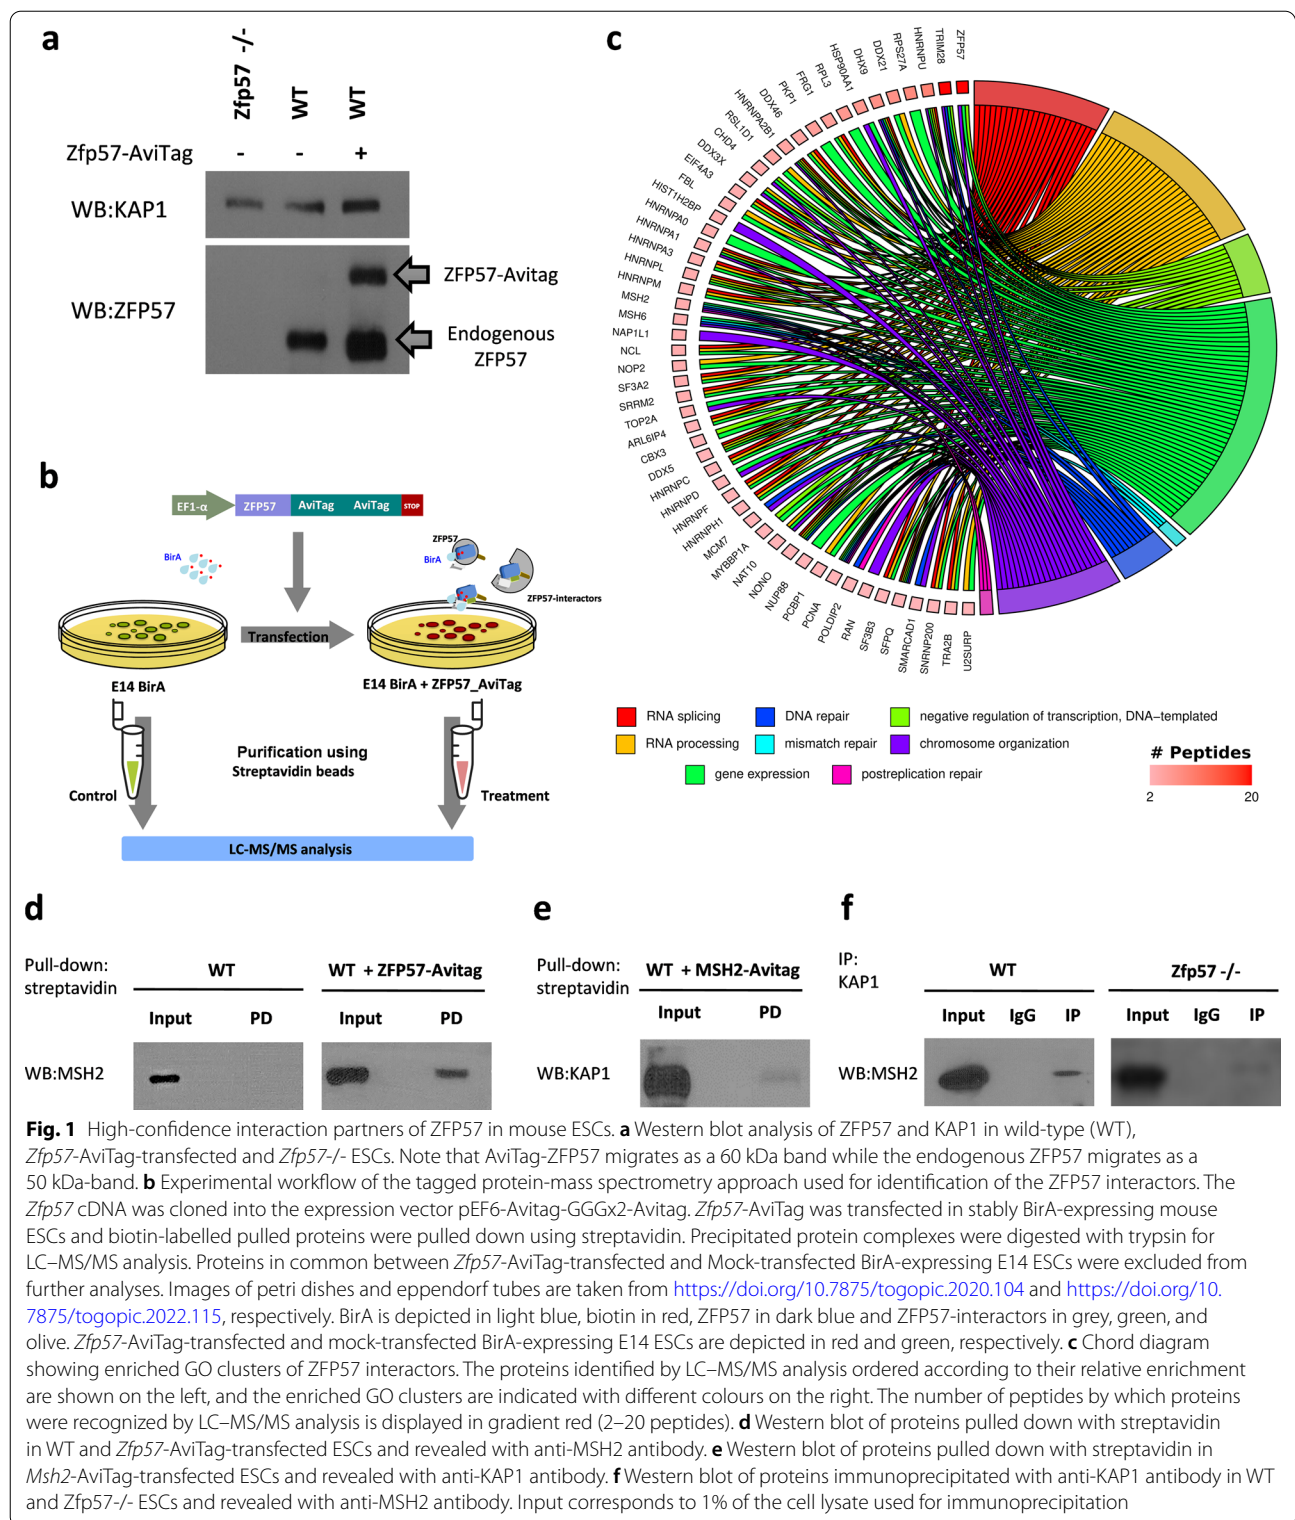 a
Zfp57 -/-
WT
WT
Zfp57-AviTag
-
-
+
WB:KAP1
WB:ZFP57
ZFP57-Avitag
Endogenous
ZFP57
b
EF1-α
ZFP57
AviTag
AviTag
STOP
BirA
ZFP57
BirA
ZFP57-interactors
Transfection
E14 BirA
E14 BirA + ZFP57_AviTag
Purification using
Streptavidin beads
Control
Treatment
LC-MS/MS analysis
c
ZFP57
TRIM28
HNRNPU
RPS27A
DDX21
DHX9
HSP90AA1
RPL3
FRG1
PKP1
DDX46
HNRNPA2B1
RSL1D1
CHD4
DDX3X
EIF4A3
FBL
HIST1H2BP
HNRNPA0
HNRNPA1
HNRNPA3
HNRNPL
HNRNPM
MSH2
MSH6
NAP1L1
NCL
NOP2
SF3A2
SRRM2
TOP2A
ARL6IP4
CBX3
DDX5
HNRNPC
HNRNPD
HNRNPF
HNRNPH1
MCM7
MYBBP1A
NAT10
NONO
NUP88
PCBP1
PCNA
POLDIP2
RAN
SF3B3
SFPQ
SMARCAD1
SNRNP200
TRA2B
U2SURP
RNA splicing
DNA repair
negative regulation of transcription, DNA−templated
RNA processing
mismatch repair
chromosome organization
gene expression
postreplication repair
# Peptides
2
20
d
Pull-down:
streptavidin
WT
WT + ZFP57-Avitag
Input
PD
Input
PD
WB:MSH2
e
Pull-down:
streptavidin
WT + MSH2-Avitag
Input
PD
WB:KAP1
f
IP:
KAP1
WT
Zfp57 -/-
Input
IgG
IP
Input
IgG
IP
WB:MSH2
Fig. 1 High-confidence interaction partners of ZFP57 in mouse ESCs. a Western blot analysis of ZFP57 and KAP1 in wild-type (WT),
Zfp57-AviTag-transfected and Zfp57-/- ESCs. Note that AviTag-ZFP57 migrates as a 60 kDa band while the endogenous ZFP57 migrates as a
50 kDa-band. b Experimental workflow of the tagged protein-mass spectrometry approach used for identification of the ZFP57 interactors. The
Zfp57 cDNA was cloned into the expression vector pEF6-Avitag-GGGx2-Avitag. Zfp57-AviTag was transfected in stably BirA-expressing mouse
ESCs and biotin-labelled pulled proteins were pulled down using streptavidin. Precipitated protein complexes were digested with trypsin for
LC–MS/MS analysis. Proteins in common between Zfp57-AviTag-transfected and Mock-transfected BirA-expressing E14 ESCs were excluded from
further analyses. Images of petri dishes and eppendorf tubes are taken from https://doi.org/10.7875/togopic.2020.104 and https://doi.org/10.
7875/togopic.2022.115, respectively. BirA is depicted in light blue, biotin in red, ZFP57 in dark blue and ZFP57-interactors in grey, green, and
olive. Zfp57-AviTag-transfected and mock-transfected BirA-expressing E14 ESCs are depicted in red and green, respectively. c Chord diagram
showing enriched GO clusters of ZFP57 interactors. The proteins identified by LC–MS/MS analysis ordered according to their relative enrichment
are shown on the left, and the enriched GO clusters are indicated with different colours on the right. The number of peptides by which proteins
were recognized by LC–MS/MS analysis is displayed in gradient red (2–20 peptides). d Western blot of proteins pulled down with streptavidin
in WT and Zfp57-AviTag-transfected ESCs and revealed with anti-MSH2 antibody. e Western blot of proteins pulled down with streptavidin in
Msh2-AviTag-transfected ESCs and revealed with anti-KAP1 antibody. f Western blot of proteins immunoprecipitated with anti-KAP1 antibody in WT
and Zfp57-/- ESCs and revealed with anti-MSH2 antibody. Input corresponds to 1% of the cell lysate used for immunoprecipitation